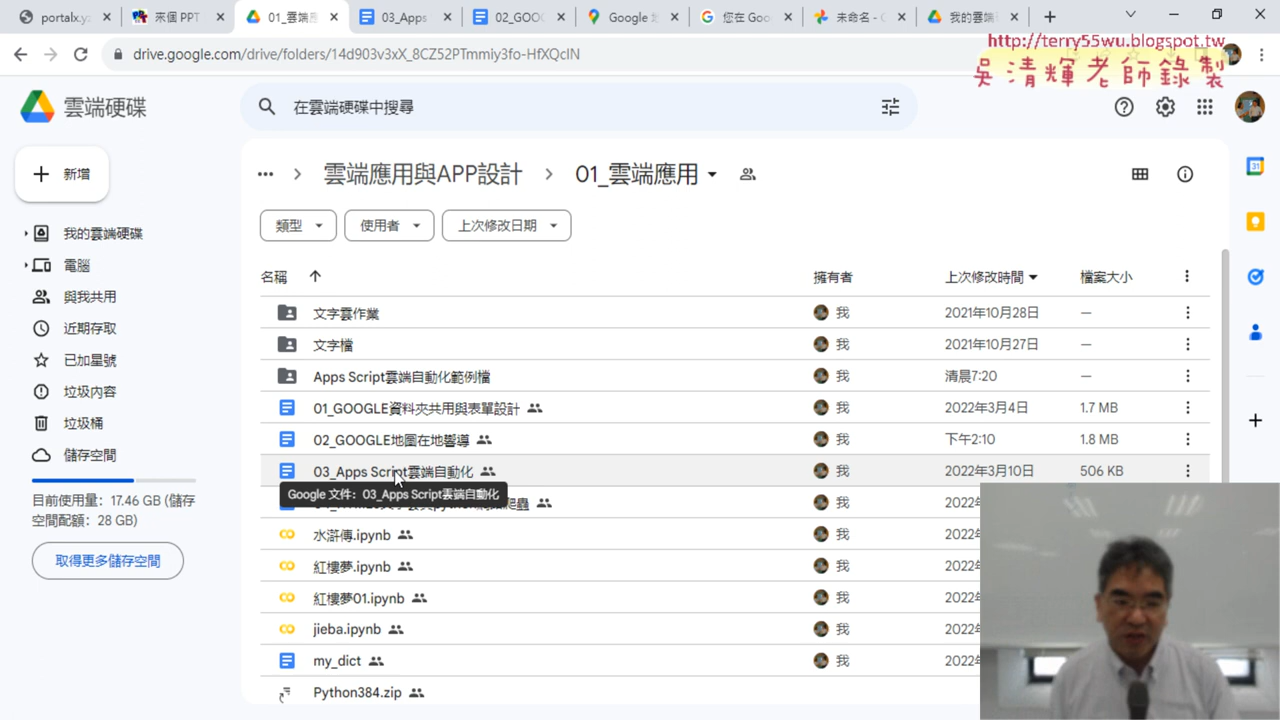 portalx.yz
來個 PPT
01_雲端應
03_Apps
02_GOO
Google 地
您在 Goo
未命名 - G
我的雲端硬
drive.google.com/drive/folders/14d903v3xX_8CZ52PTmmiy3fo-HfXQclN
http://terry55wu.blogspot.tw
吳清輝老師錄製
雲端硬碟
在雲端硬碟中搜尋
新增
雲端應用與APP設計
01_雲端應用
類型
使用者
上次修改日期
我的雲端硬碟
電腦
與我共用
近期存取
已加星號
垃圾內容
垃圾桶
儲存空間
目前使用量：17.46 GB (儲存
空間配額：28 GB)
取得更多儲存空間
名稱 擁有者 上次修改時間 檔案大小
文字雲作業 我 2021年10月28日 —
文字檔 我 2021年10月27日 —
Apps Script雲端自動化範例檔 我 清晨7:20 —
01_GOOGLE資料夾共用與表單設計 我 2022年3月4日 1.7 MB
02_GOOGLE地圖在地嚮導 我 下午2:10 1.8 MB
03_Apps Script雲端自動化 我 2022年3月10日 506 KB
Google 文件：03_Apps Script雲端自動化
我 2022
水滸傳.ipynb 我 2022
紅樓夢.ipynb 我 2022
紅樓夢01.ipynb 我 2022
jieba.ipynb 我 2022
my_dict 我 2022
Python384.zip